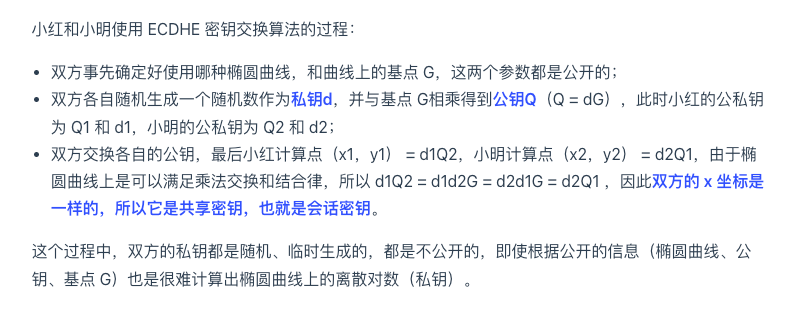 小红和小明使用 ECDHE 密钥交换算法的过程：
• 双方事先确定好使用哪种椭圆曲线，和曲线上的基点 G，这两个参数都是公开的；
• 双方各自随机生成一个随机数作为私钥d，并与基点 G相乘得到公钥Q（Q = dG），此时小红的公私钥
为 Q1 和 d1，小明的公私钥为 Q2 和 d2；
• 双方交换各自的公钥，最后小红计算点（x1，y1） = d1Q2，小明计算点（x2，y2） = d2Q1，由于椭
圆曲线上是可以满足乘法交换和结合律，所以 d1Q2 = d1d2G = d2d1G = d2Q1 ，因此双方的 x 坐标是
一样的，所以它是共享密钥，也就是会话密钥。
这个过程中，双方的私钥都是随机、临时生成的，都是不公开的，即使根据公开的信息（椭圆曲线、公
钥、基点 G）也是很难计算出椭圆曲线上的离散对数（私钥）。